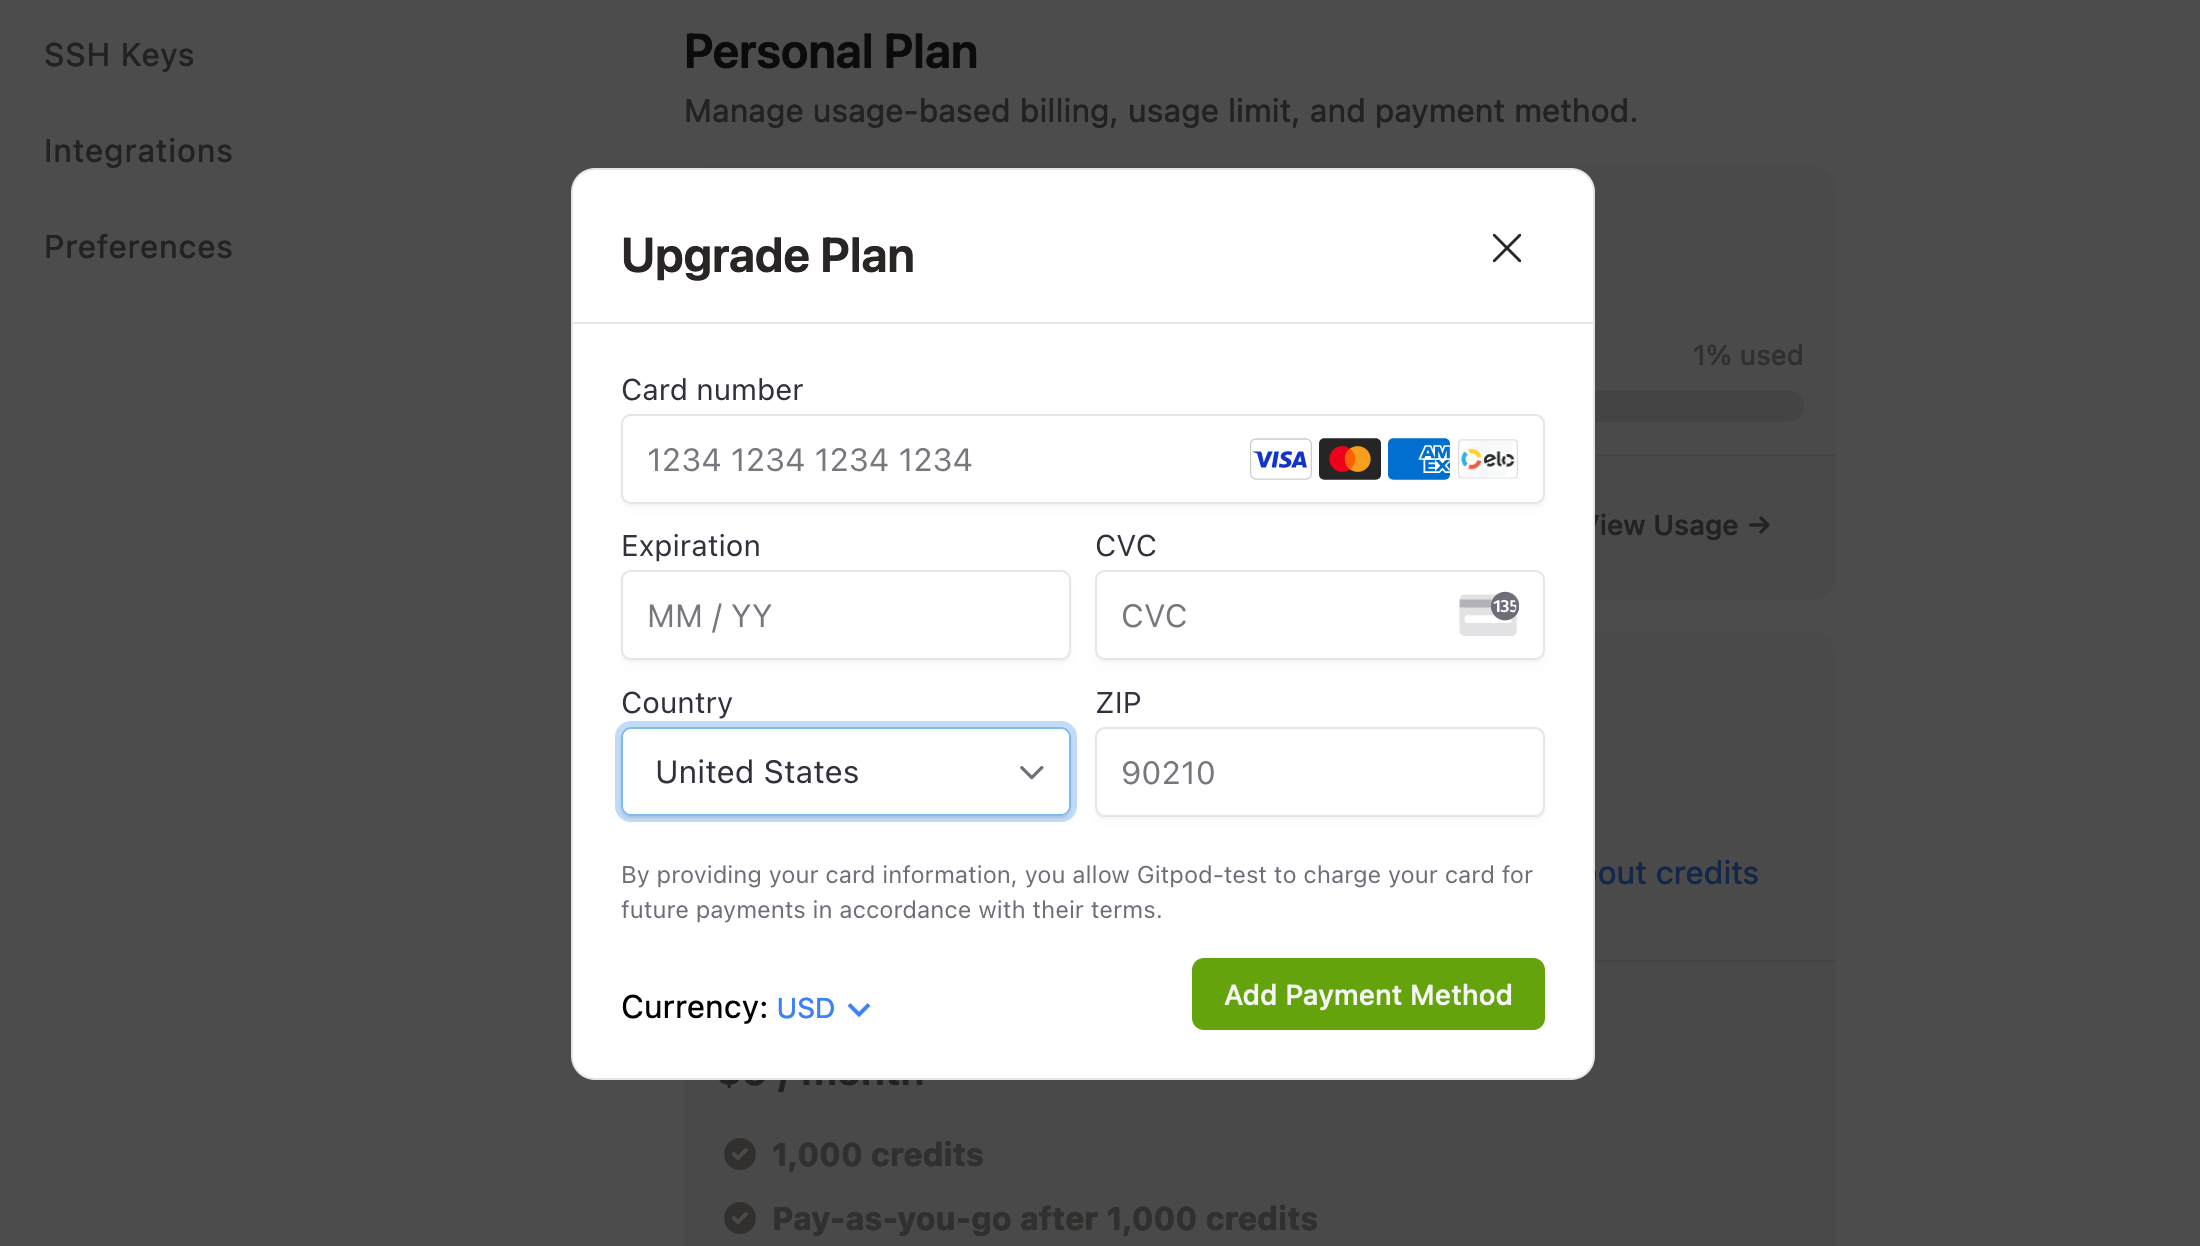 SSH Keys
Integrations
Preferences
Personal Plan
Manage usage-based billing, usage limit, and payment method.
1% used
Usage →
out credits
Upgrade Plan
Card number
1234 1234 1234 1234
VISA
AM
EX
elo
Expiration
MM / YY
CVC
CVC
135
Country
United States
ZIP
90210
By providing your card information, you allow Gitpod-test to charge your card for
future payments in accordance with their terms.
Currency: USD
Add Payment Method
/ month
1,000 credits
Pay-as-you-go after 1,000 credits